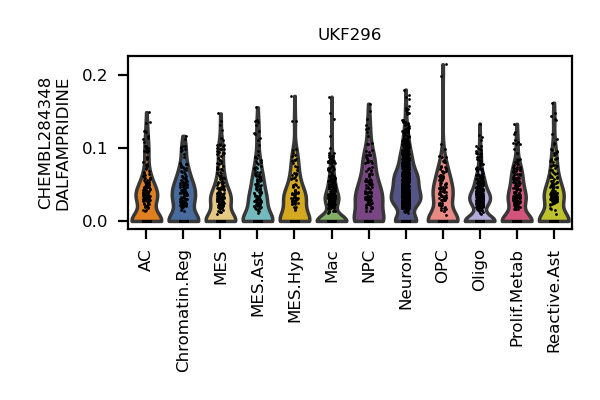 UKF296
CHEMBL284348
DALFAMPRIDINE
0.2
0.1
0.0
AC
Chromatin.Reg
MES
MES.Ast
MES.Hyp
Mac
NPC
Neuron
OPC
Oligo
Prolif.Metab
Reactive.Ast